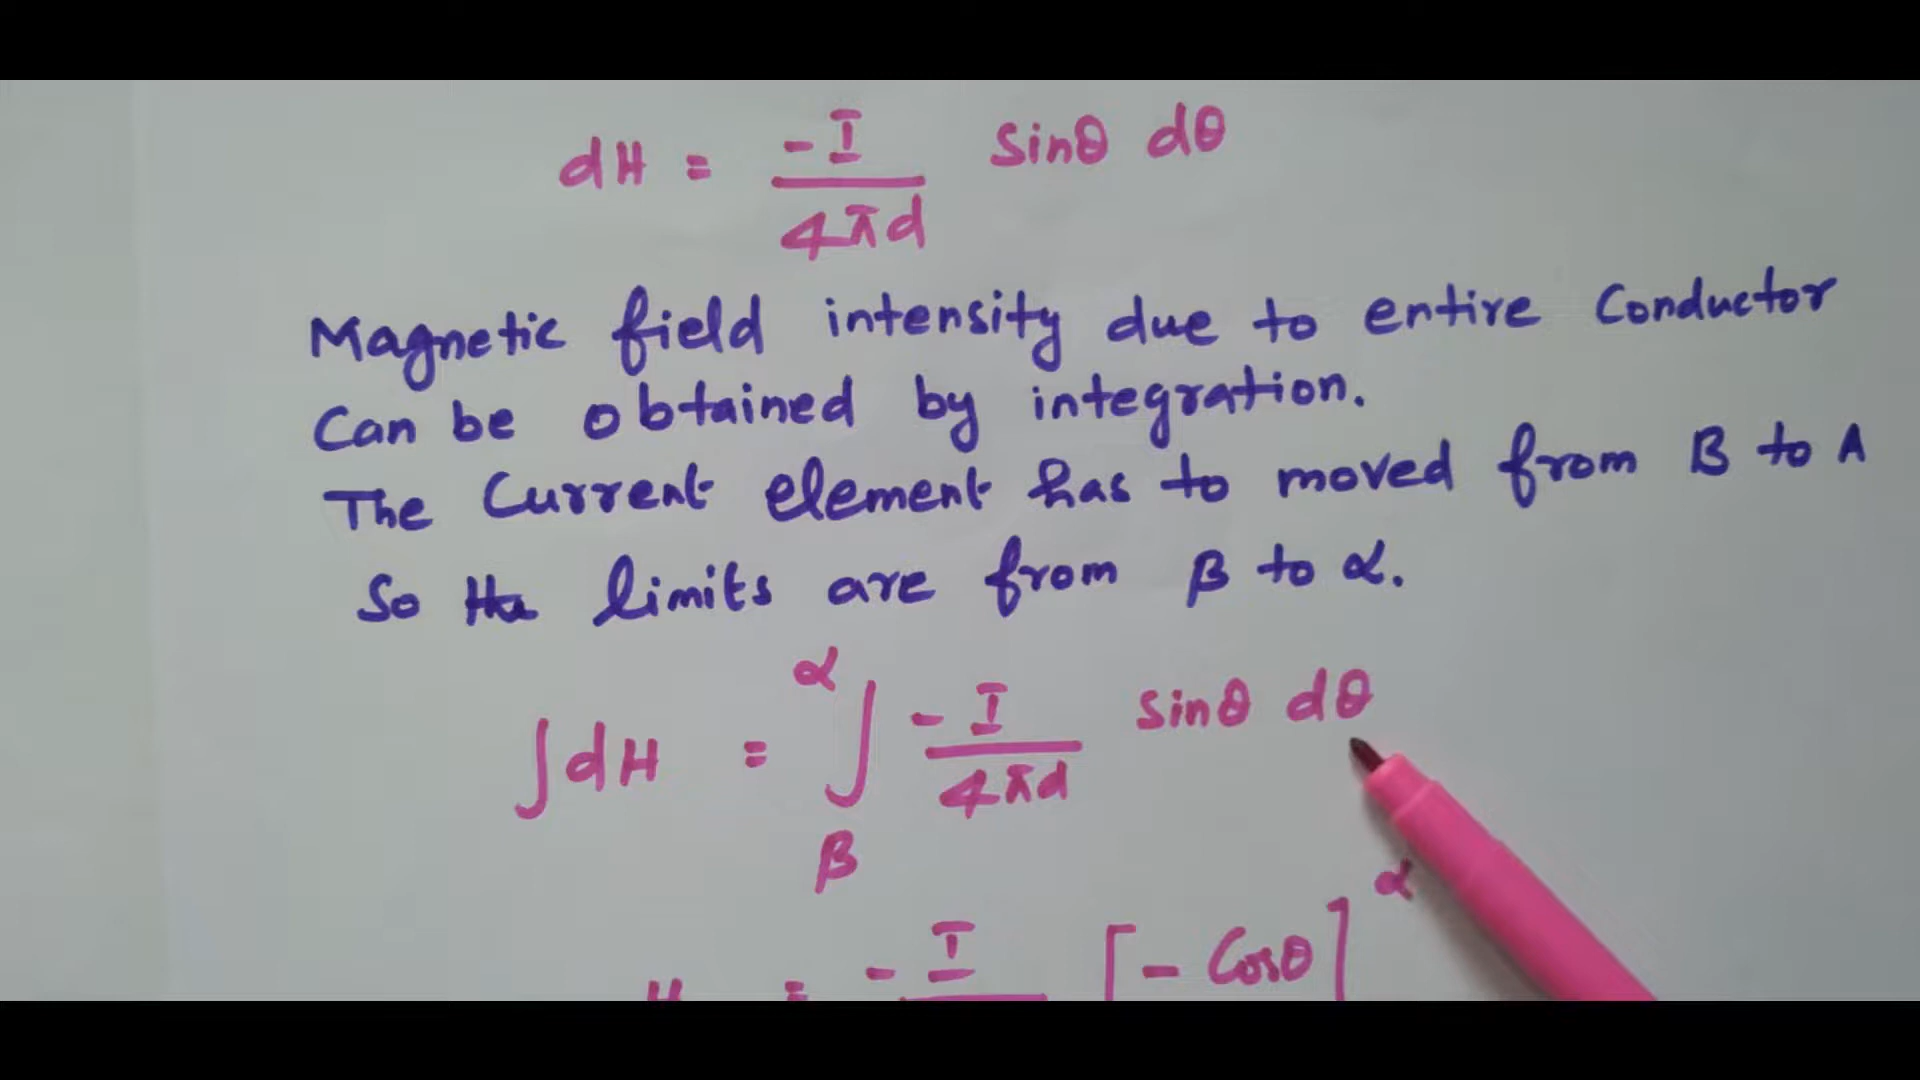 dH = -I/4πd sinθ dθ
Magnetic field intensity due to entire Conductor
Can be obtained by integration.
The Current element has to moved from B to A
So the limits are from β to α.
∫dH = ∫_β^α -I/4πd sinθ dθ
H = -I [- Cosθ]^α